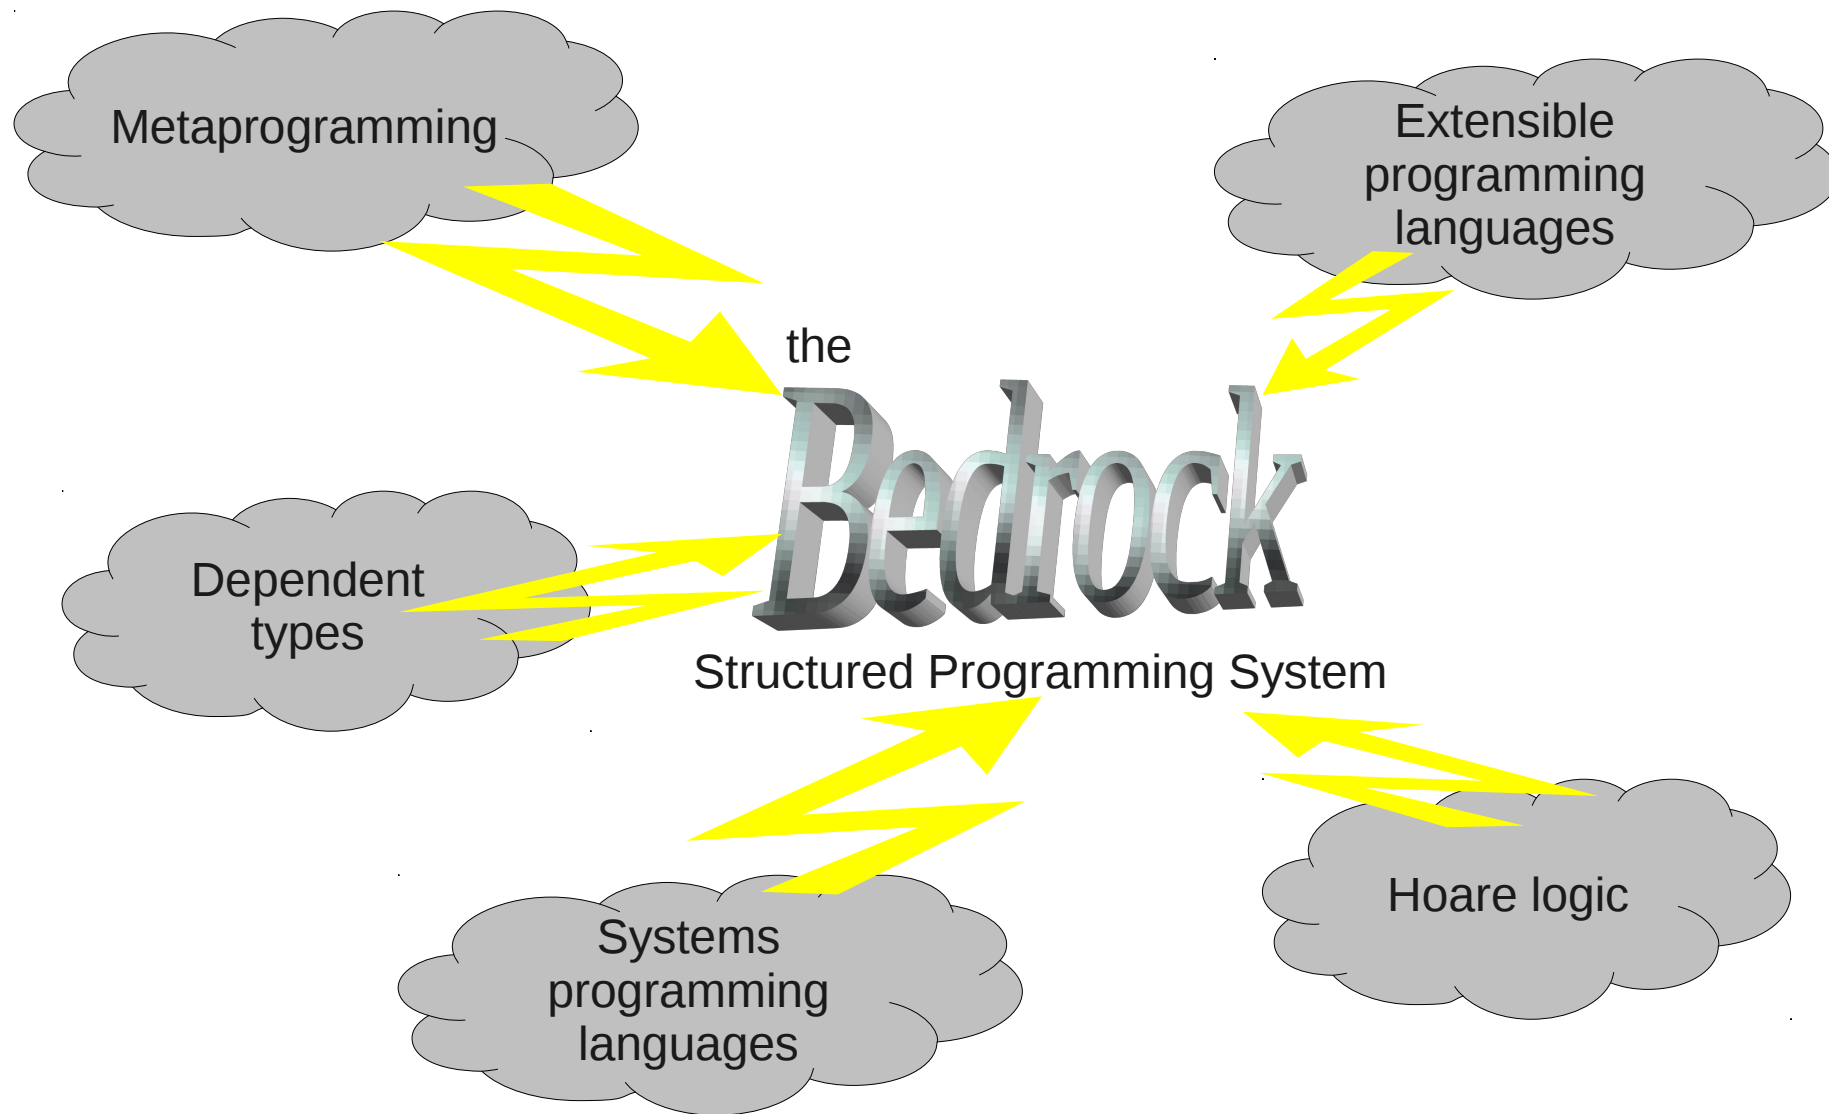 Metaprogramming
Extensible
programming
languages
the
Bedrock
Structured Programming System
Dependent
types
Systems
programming
languages
Hoare logic